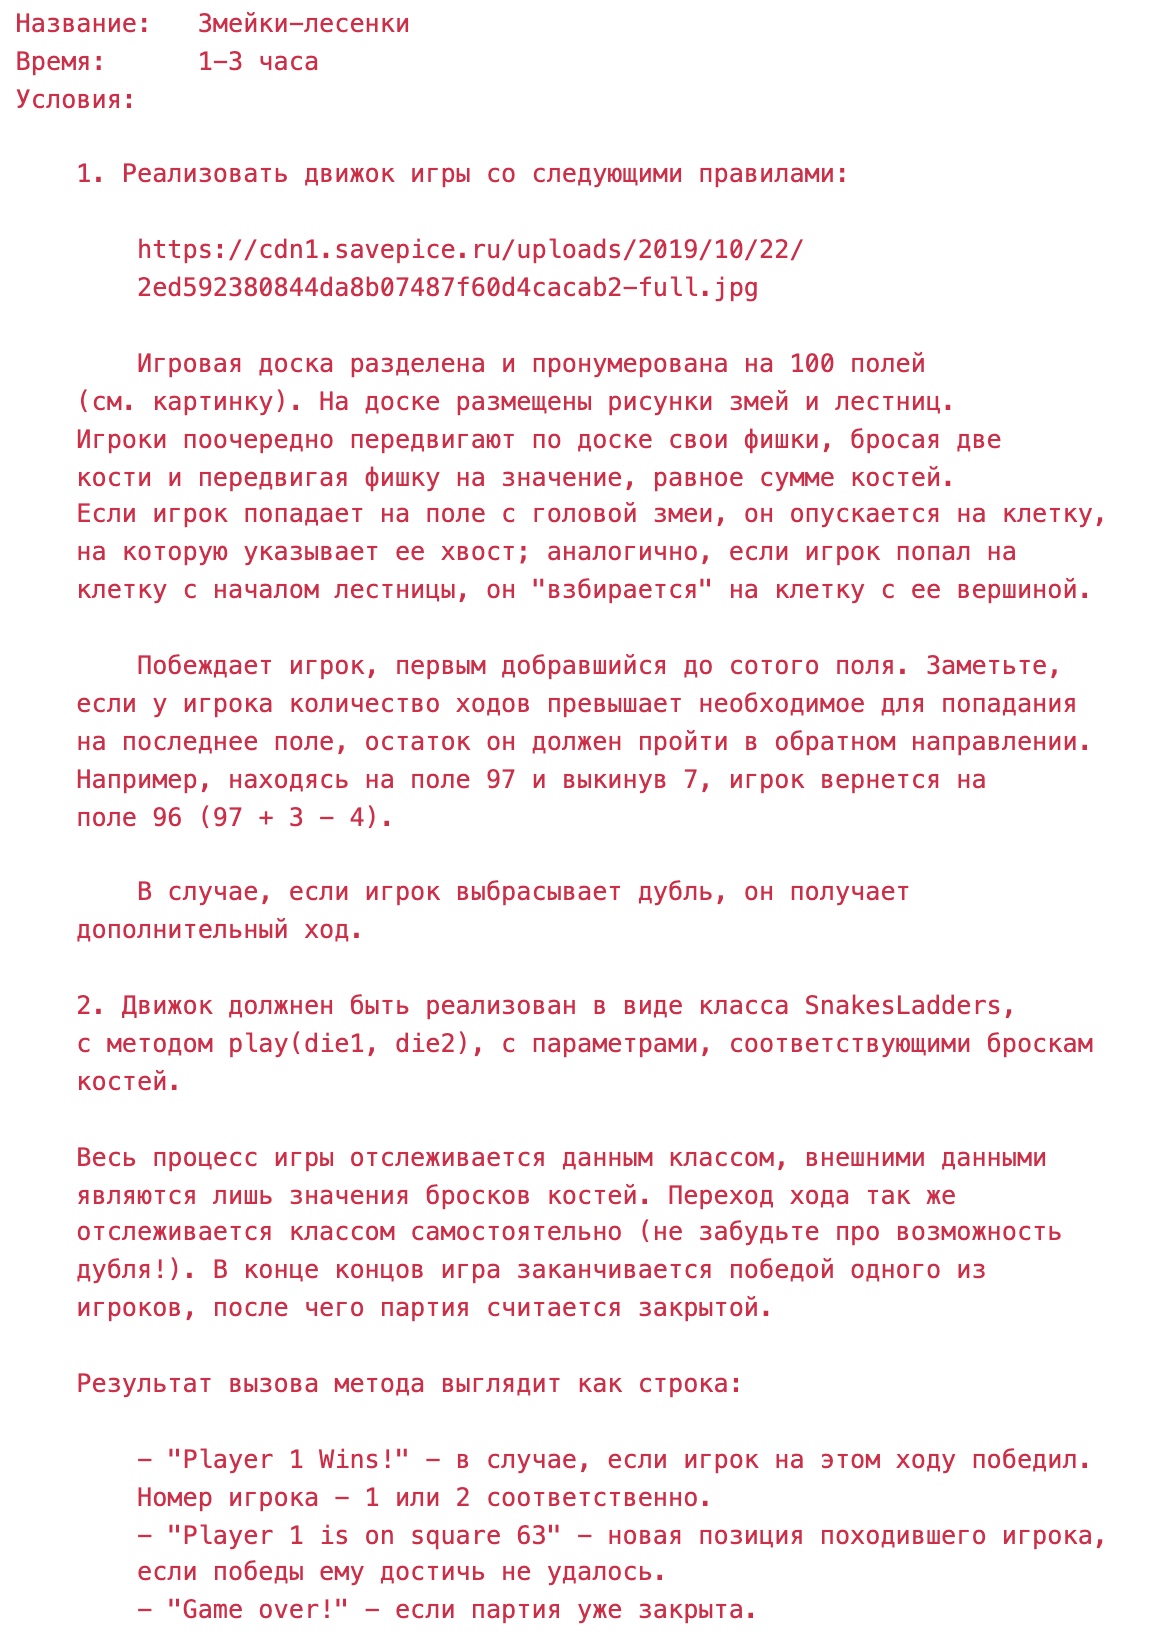 Название:   Змейки-лесенки
Время:      1-3 часа
Условия:
1. Реализовать движок игры со следующими правилами:
https://cdn1.savepice.ru/uploads/2019/10/22/
2ed592380844da8b07487f60d4cacab2-full.jpg
Игровая доска разделена и пронумерована на 100 полей
(см. картинку). На доске размещены рисунки змей и лестниц.
Игроки поочередно передвигают по доске свои фишки, бросая две
кости и передвигая фишку на значение, равное сумме костей.
Если игрок попадает на поле с головой змеи, он опускается на клетку,
на которую указывает ее хвост; аналогично, если игрок попал на
клетку с началом лестницы, он "взбирается" на клетку с ее вершиной.
Побеждает игрок, первым добравшийся до сотого поля. Заметьте,
если у игрока количество ходов превышает необходимое для попадания
на последнее поле, остаток он должен пройти в обратном направлении.
Например, находясь на поле 97 и выкинув 7, игрок вернется на
поле 96 (97 + 3 - 4).
В случае, если игрок выбрасывает дубль, он получает
дополнительный ход.
2. Движок должнен быть реализован в виде класса SnakesLadders,
с методом play(die1, die2), с параметрами, соответствующими броскам
костей.
Весь процесс игры отслеживается данным классом, внешними данными
являются лишь значения бросков костей. Переход хода так же
отслеживается классом самостоятельно (не забудьте про возможность
дубля!). В конце концов игра заканчивается победой одного из
игроков, после чего партия считается закрытой.
Результат вызова метода выглядит как строка:
- "Player 1 Wins!" - в случае, если игрок на этом ходу победил.
Номер игрока - 1 или 2 соответственно.
- "Player 1 is on square 63" - новая позиция походившего игрока,
если победы ему достичь не удалось.
- "Game over!" - если партия уже закрыта.